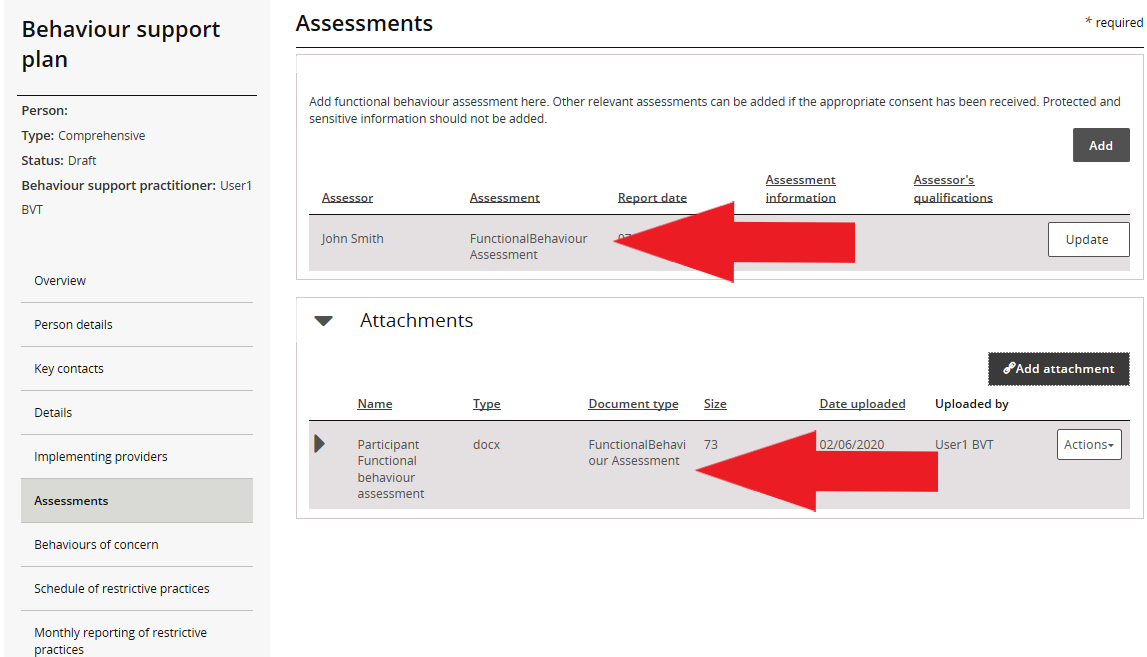 Behaviour support
plan
Person:
Type: Comprehensive
Status: Draft
Behaviour support practitioner: User1
BVT
Overview
Person details
Key contacts
Details
Implementing providers
Assessments
Behaviours of concern
Schedule of restrictive practices
Monthly reporting of restrictive
practices
Assessments
* required
Add functional behaviour assessment here. Other relevant assessments can be added if the appropriate consent has been received. Protected and
sensitive information should not be added.
Add
Assessor Assessment Report date Assessment information Assessor's qualifications
John Smith FunctionalBehaviour Update
Assessment
Attachments
Add attachment
Name Type Document type Size Date uploaded Uploaded by
Participant docx FunctionalBehavi 73 02/06/2020 User1 BVT Actions
Functional our Assessment
behaviour
assessment